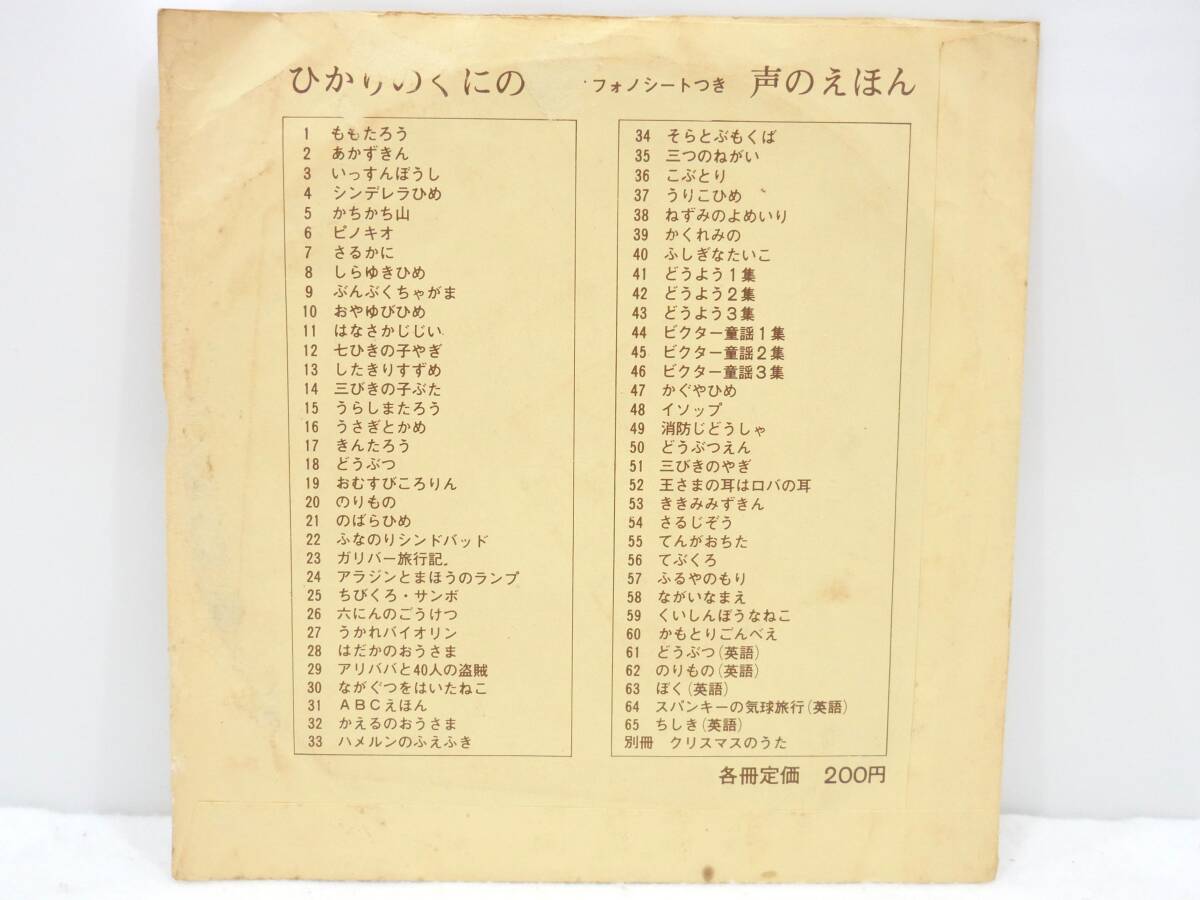 ひかりのくにの フォノシートつき 声のえほん
1 ももたろう
2 あかずきん
3 いっすんぼうし
4 シンデレラひめ
5 かちかち山
6 ピノキオ
7 さるかに
8 しらゆきひめ
9 ぶんぶくちゃがま
10 おやゆびひめ
11 はなさかじじい
12 七ひきの子やぎ
13 したきりすずめ
14 三びきの子ぶた
15 うらしまたろう
16 うさぎとかめ
17 きんたろう
18 どうぶつ
19 おむすびころりん
20 のりもの
21 のばらひめ
22 ふなのりシンドバッド
23 ガリバー旅行記
24 アラジンとまほうのランプ
25 ちびくろ・サンボ
26 六にんのごうけつ
27 うかれバイオリン
28 はだかのおうさま
29 アリババと40人の盗賊
30 ながぐつをはいたねこ
31 ABCえほん
32 かえるのおうさま
33 ハメルンのふえふき
34 そらとぶもくば
35 三つのねがい
36 こぶとり
37 うりこひめ
38 ねずみのよめいり
39 かくれみの
40 ふしぎなたいこ
41 どうよう1集
42 どうよう2集
43 どうよう3集
44 ビクター童謡1集
45 ビクター童謡2集
46 ビクター童謡3集
47 かぐやひめ
48 イソップ
49 消防じどうしゃ
50 どうぶつえん
51 三びきのやぎ
52 王さまの耳はロバの耳
53 ききみみずきん
54 さるじぞう
55 てんがおちた
56 てぶくろ
57 ふるやのもり
58 ながいなまえ
59 くいしんぼうなねこ
60 かもとりごんべえ
61 どうぶつ(英語)
62 のりもの(英語)
63 ぼく(英語)
64 スパンキーの気球旅行(英語)
65 ちしき(英語)
別冊 クリスマスのうた
各冊定価 200円